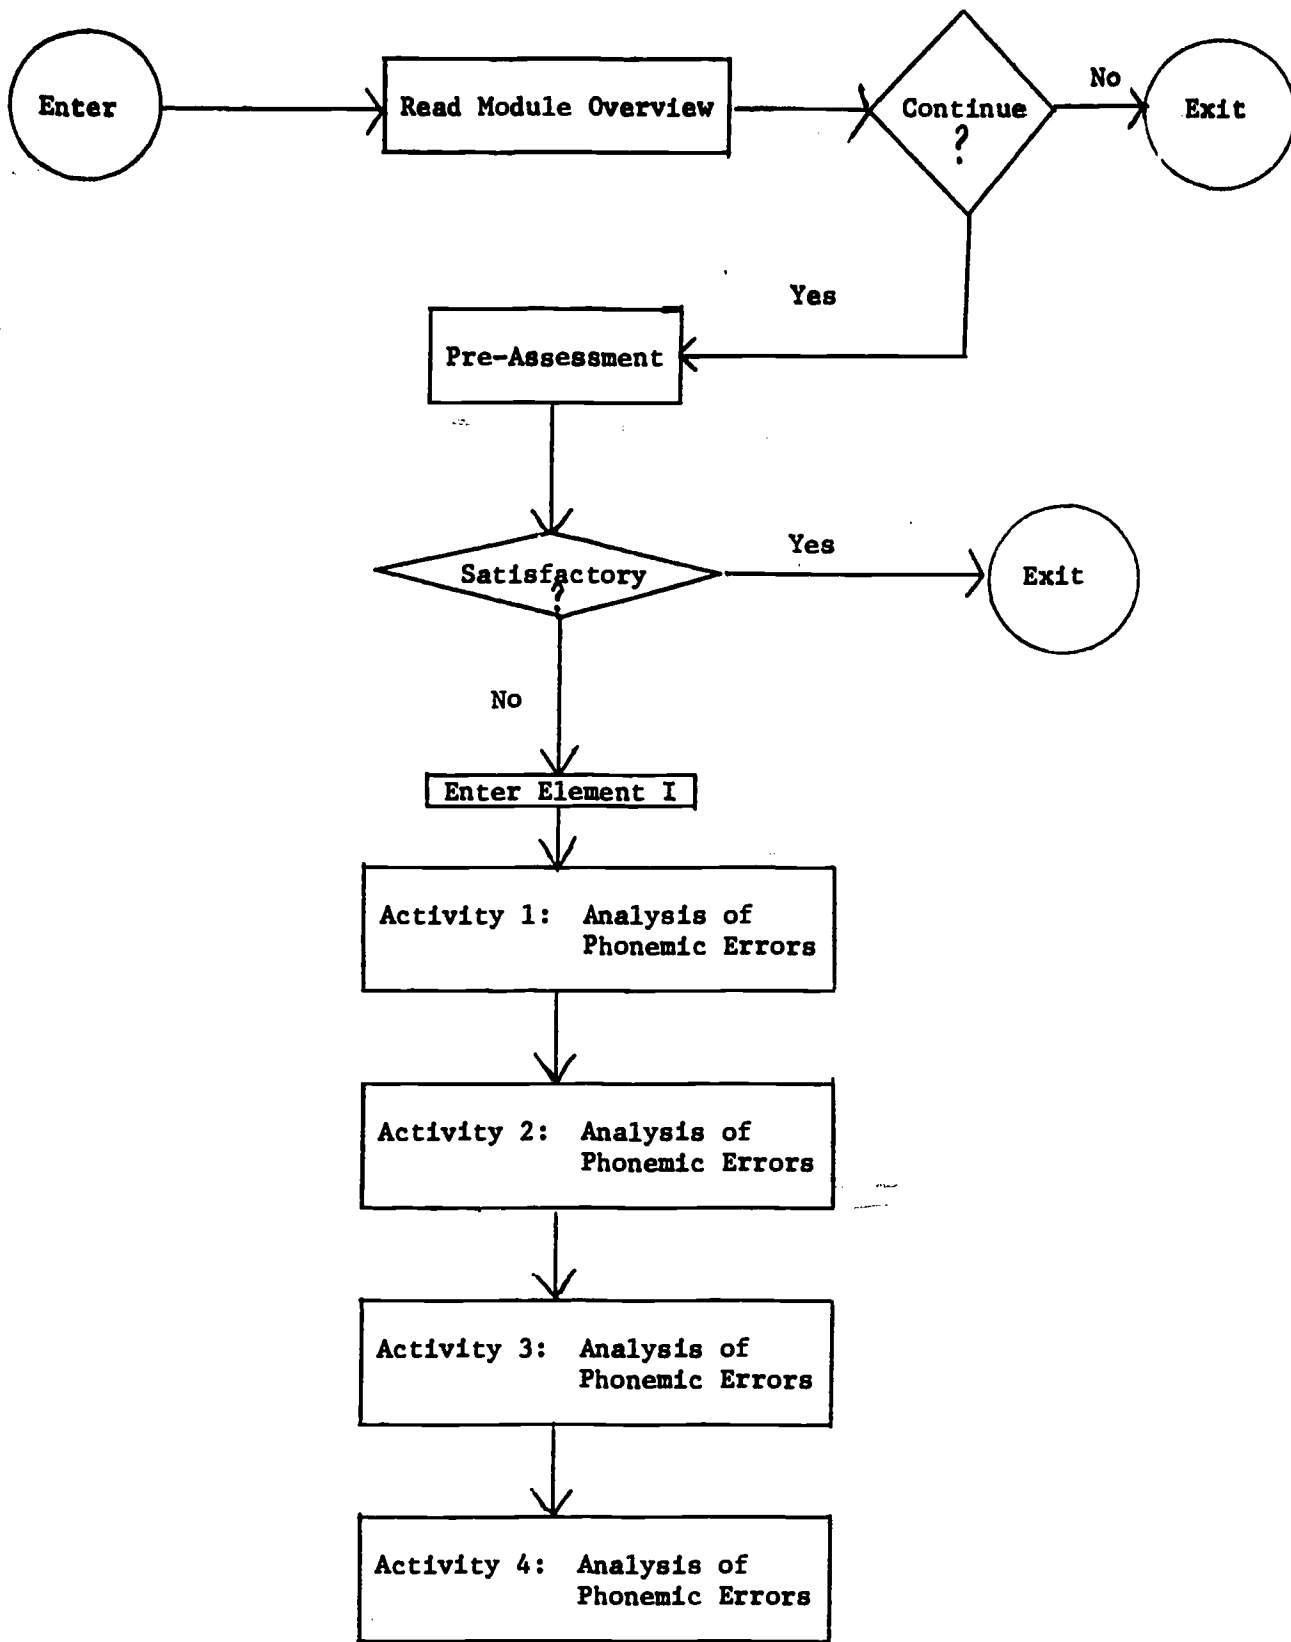 Enter
Read Module Overview
Continue
?
No
Exit
Yes
Pre-Assessment
Satisfactory
?
Yes
Exit
No
Enter Element I
Activity 1: Analysis of
Phonemic Errors
Activity 2: Analysis of
Phonemic Errors
Activity 3: Analysis of
Phonemic Errors
Activity 4: Analysis of
Phonemic Errors